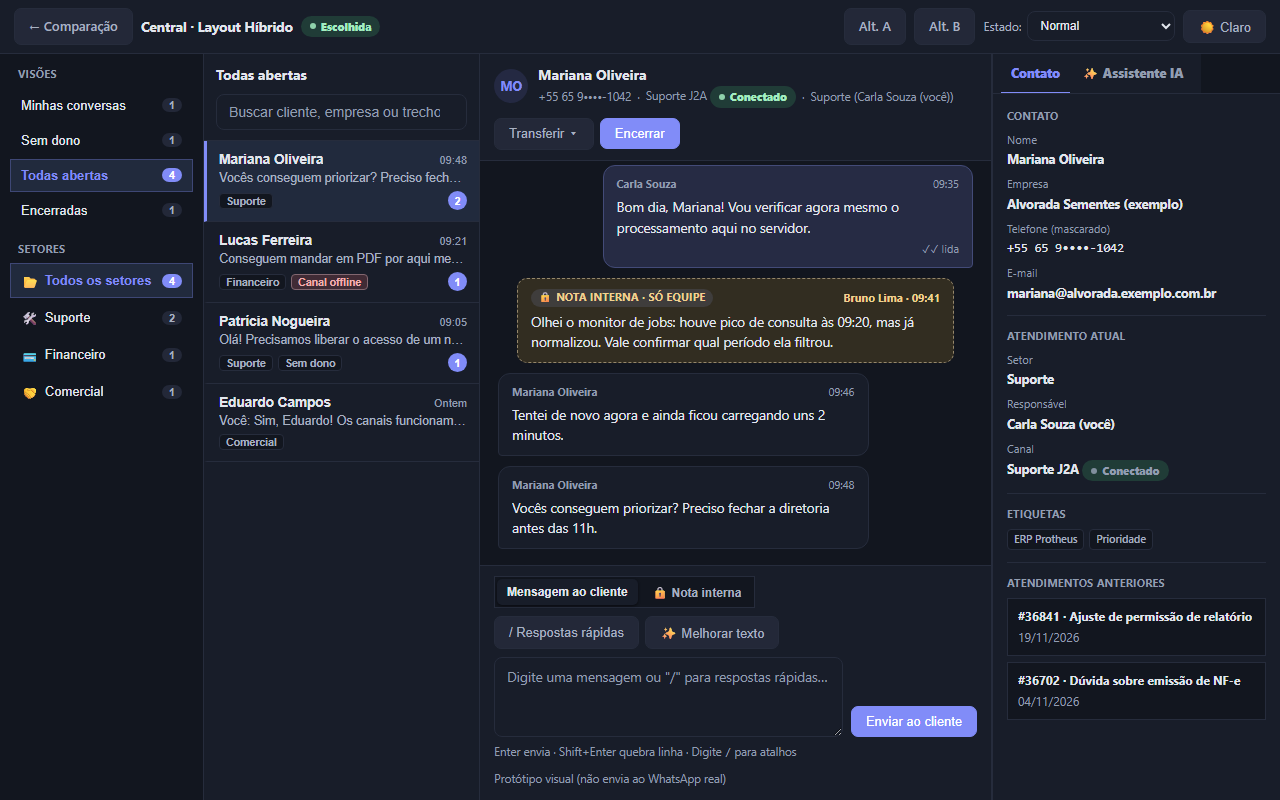 ← Comparação
Central · Layout Híbrido
Escolhida
Alt. A
Alt. B
Estado:
Normal
Claro
VISÕES
Minhas conversas 1
Sem dono 1
Todas abertas 4
Encerradas 1
SETORES
Todos os setores 4
Suporte 2
Financeiro 1
Comercial 1
Todas abertas
Buscar cliente, empresa ou trecho
Mariana Oliveira 09:48
Vocês conseguem priorizar? Preciso fech…
Suporte 2
Lucas Ferreira 09:21
Conseguem mandar em PDF por aqui me…
Financeiro Canal offline 1
Patrícia Nogueira 09:05
Olá! Precisamos liberar o acesso de um n…
Suporte Sem dono 1
Eduardo Campos Ontem
Você: Sim, Eduardo! Os canais funcionam…
Comercial
MO
Mariana Oliveira
+55 65 9••••-1042 · Suporte J2A Conectado · Suporte (Carla Souza (você))
Transferir
Encerrar
Carla Souza 09:35
Bom dia, Mariana! Vou verificar agora mesmo o
processamento aqui no servidor.
✓✓ lida
NOTA INTERNA · SÓ EQUIPE Bruno Lima · 09:41
Olhei o monitor de jobs: houve pico de consulta às 09:20, mas já
normalizou. Vale confirmar qual período ela filtrou.
Mariana Oliveira 09:46
Tentei de novo agora e ainda ficou carregando uns 2
minutos.
Mariana Oliveira 09:48
Vocês conseguem priorizar? Preciso fechar a diretoria
antes das 11h.
Mensagem ao cliente
Nota interna
/ Respostas rápidas
Melhorar texto
Digite uma mensagem ou "/" para respostas rápidas...
Enviar ao cliente
Enter envia · Shift+Enter quebra linha · Digite / para atalhos
Protótipo visual (não envia ao WhatsApp real)
Contato
Assistente IA
CONTATO
Nome
Mariana Oliveira
Empresa
Alvorada Sementes (exemplo)
Telefone (mascarado)
+55 65 9••••-1042
E-mail
mariana@alvorada.exemplo.com.br
ATENDIMENTO ATUAL
Setor
Suporte
Responsável
Carla Souza (você)
Canal
Suporte J2A Conectado
ETIQUETAS
ERP Protheus
Prioridade
ATENDIMENTOS ANTERIORES
#36841 · Ajuste de permissão de relatório
19/11/2026
#36702 · Dúvida sobre emissão de NF-e
04/11/2026